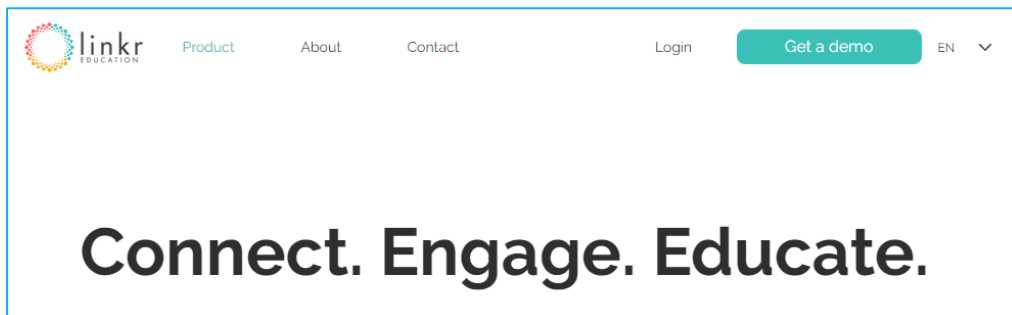 linkr
EDUCATION
Product About Contact Login Get a demo EN
Connect. Engage. Educate.